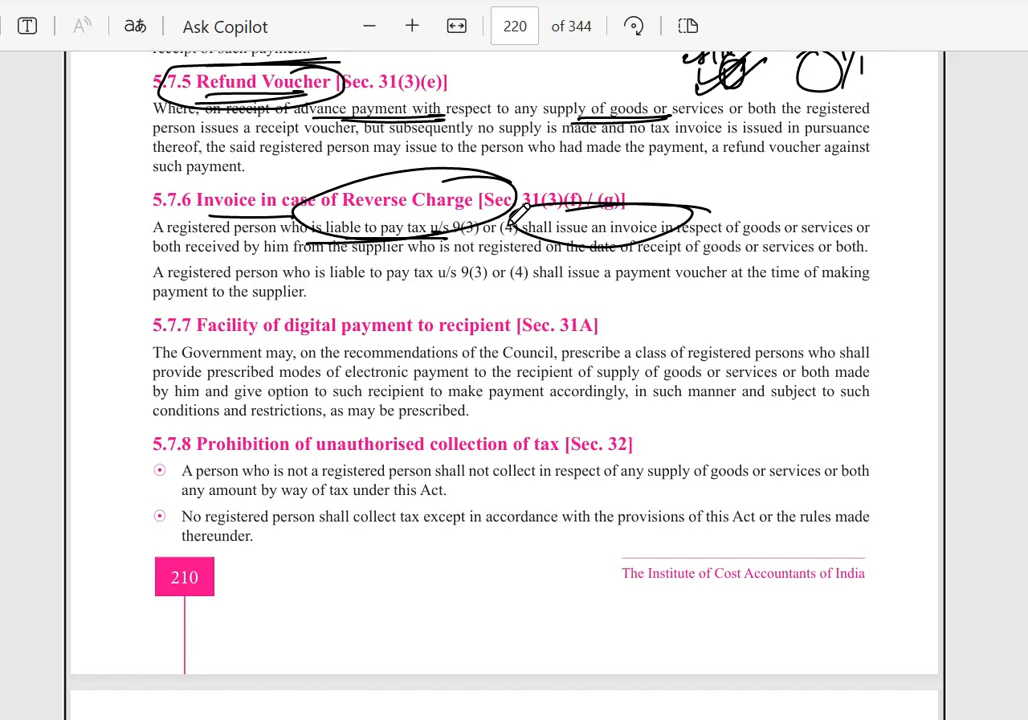 Ask Copilot
220 of 344
receipt of such payment.
5.7.5 Refund Voucher [Sec. 31(3)(e)]
Where, on receipt of advance payment with respect to any supply of goods or services or both the registered
person issues a receipt voucher, but subsequently no supply is made and no tax invoice is issued in pursuance
thereof, the said registered person may issue to the person who had made the payment, a refund voucher against
such payment.
5.7.6 Invoice in case of Reverse Charge [Sec. 31(3)(f) / (g)]
A registered person who is liable to pay tax u/s 9(3) or (4) shall issue an invoice in respect of goods or services or
both received by him from the supplier who is not registered on the date of receipt of goods or services or both.
A registered person who is liable to pay tax u/s 9(3) or (4) shall issue a payment voucher at the time of making
payment to the supplier.
5.7.7 Facility of digital payment to recipient [Sec. 31A]
The Government may, on the recommendations of the Council, prescribe a class of registered persons who shall
provide prescribed modes of electronic payment to the recipient of supply of goods or services or both made
by him and give option to such recipient to make payment accordingly, in such manner and subject to such
conditions and restrictions, as may be prescribed.
5.7.8 Prohibition of unauthorised collection of tax [Sec. 32]
A person who is not a registered person shall not collect in respect of any supply of goods or services or both
any amount by way of tax under this Act.
No registered person shall collect tax except in accordance with the provisions of this Act or the rules made
thereunder.
210
The Institute of Cost Accountants of India